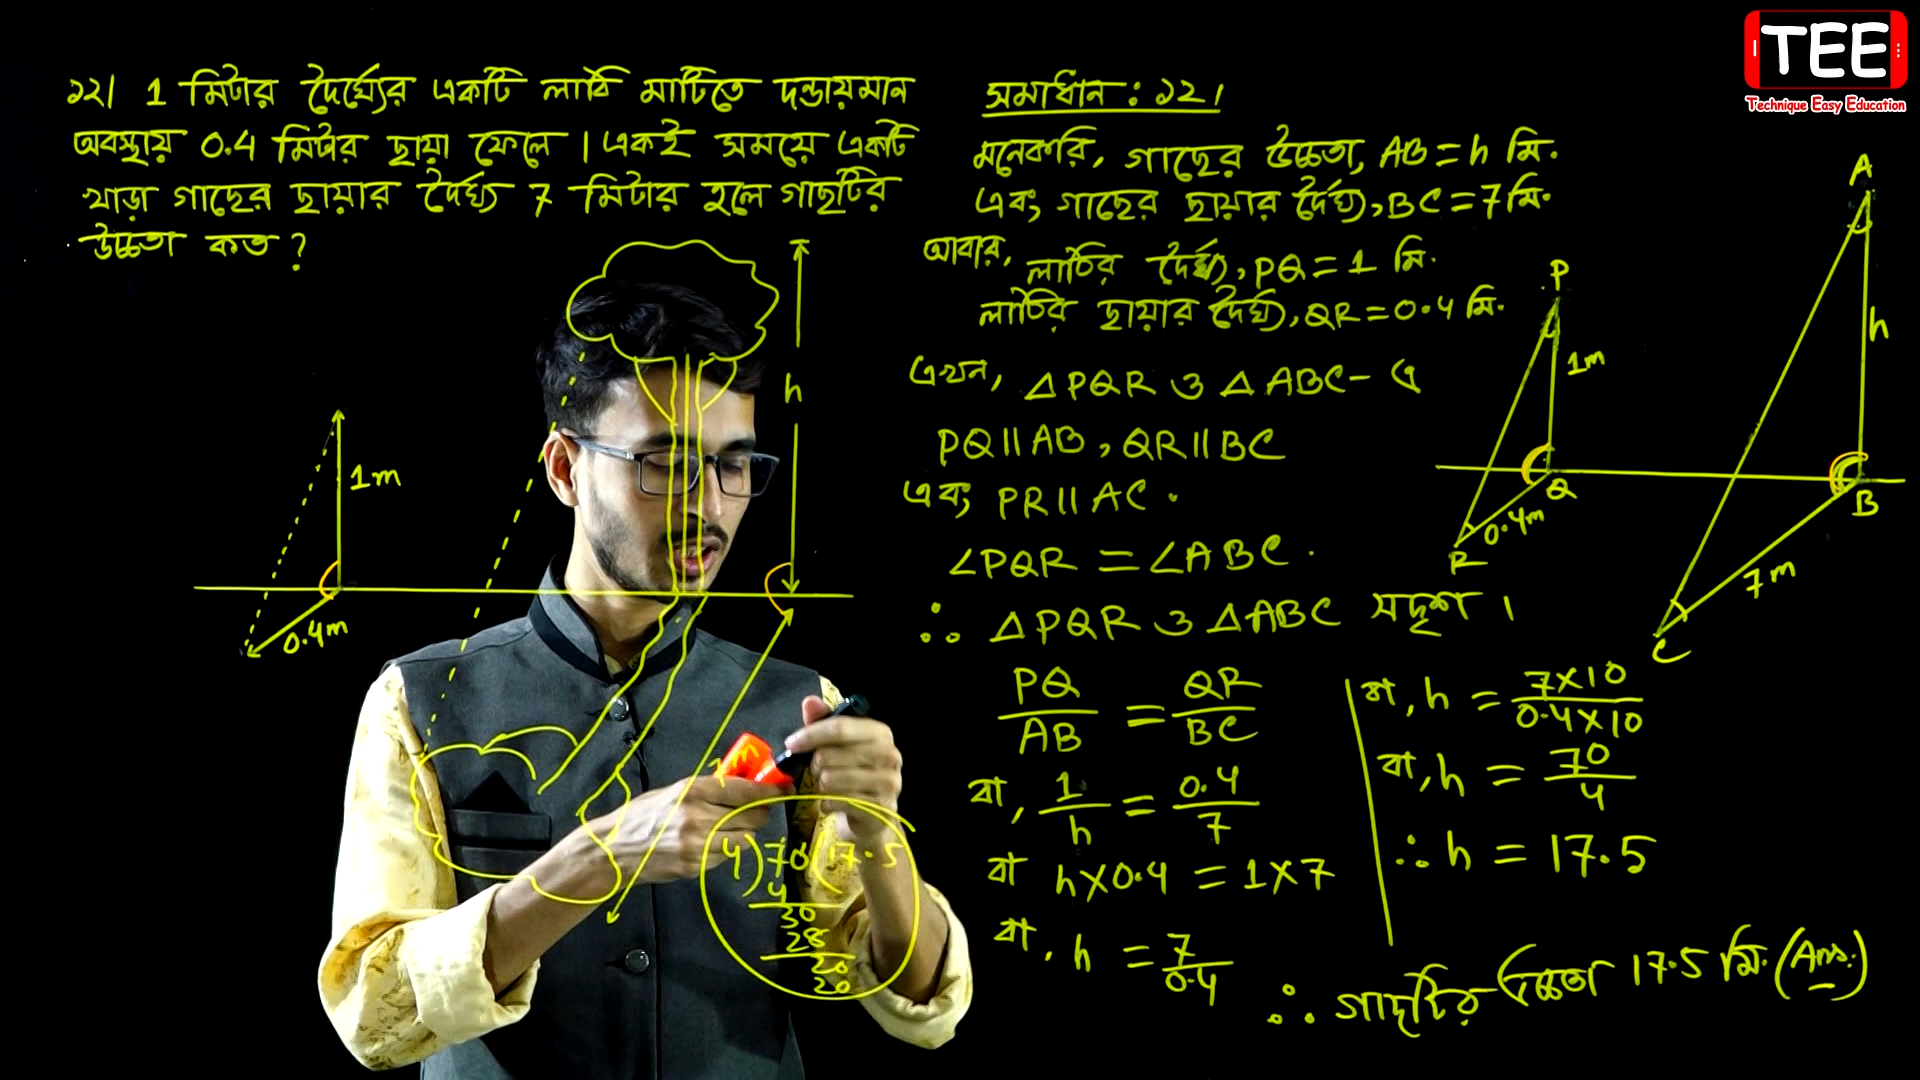 TEE
Technique Easy Education
১২। 1 মিটার দৈর্ঘ্যের একটি লাঠি মাটিতে দন্ডায়মান
অবস্থায় 0.4 মিটার ছায়া ফেলে। একই সময়ে একটি
খাড়া গাছের ছায়ার দৈর্ঘ্য 7 মিটার হলে গাছটির
উচ্চতা কত?
h
1m
0.4m
4)70(17.5
4
30
28
20
20
সমাধান: ১২।
মনেকরি, গাছের উচ্চতা, AB = h মি.
এবং গাছের ছায়ার দৈর্ঘ্য, BC = 7 মি.
আবার, লাঠির দৈর্ঘ্য, PQ = 1 মি.
লাঠির ছায়ার দৈর্ঘ্য, QR = 0.4 মি.
এখন, △PQR ও △ABC-এ
PQ || AB, QR || BC
এবং PR || AC.
∠PQR = ∠ABC.
∴ △PQR ও △ABC সদৃশ।
PQ/AB = QR/BC
বা, 1/h = 0.4/7
বা h×0.4 = 1×7
বা, h = 7/0.4
বা, h = 7×10/0.4×10
বা, h = 70/4
∴ h = 17.5
∴ গাছটির উচ্চতা 17.5 মি. (Ans:)
A
P
h
1m
Q
B
0.4m
R
7m
C